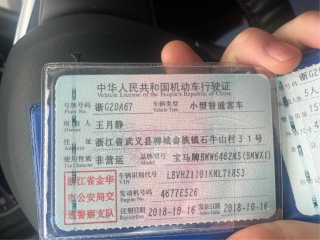 中华人民共和国机动车行驶证
Vehicle License of the People's Republic of China
号牌号码 浙G2DA67 车辆类型 小型普通客车
Plate No. Vehicle Type
所有人 王月静
Owner
住址 浙江省武义县柳城畲族镇石牛山村31号
Address
使用性质 非营运 品牌型号 宝马牌BMW6462KS(BMWX1)
浙江省金华
市公安局交
通警察支队
车辆识别代号
VIN
发动机号码 4677E526
注册日期 2018-10-16 发证日期 2018-10-16
5人